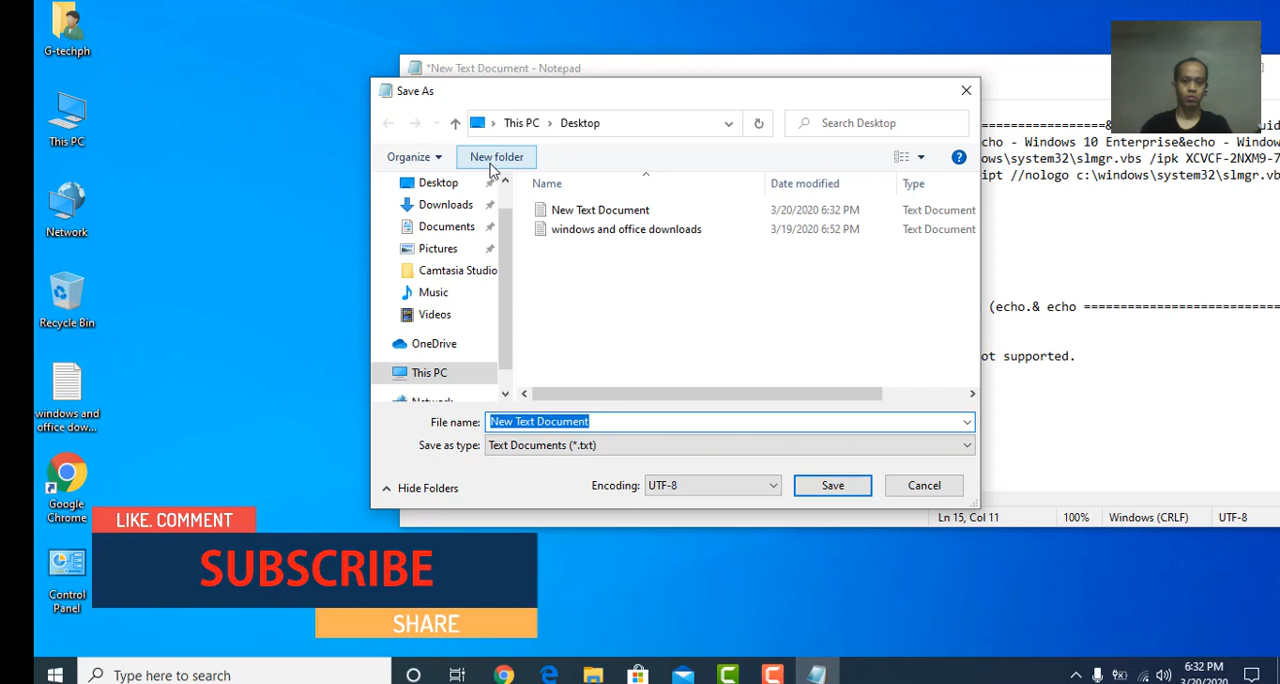 G-techph
This PC
Network
Recycle Bin
windows and
office dow...
Google
Chrome
Control
Panel
*New Text Document - Notepad
Save As
This PC
Desktop
Search Desktop
Organize
New folder
Desktop
Downloads
Documents
Pictures
Camtasia Studio
Music
Videos
OneDrive
This PC
Name
Date modified
Type
New Text Document
3/20/2020 6:32 PM
Text Document
windows and office downloads
3/19/2020 6:52 PM
Text Document
File name:
New Text Document
Save as type:
Text Documents (*.txt)
Hide Folders
Encoding:
UTF-8
Save
Cancel
============================&
cho - Windows 10 Enterprise&echo - Window
ows\system32\slmgr.vbs /ipk XCVCF-2NXM9-7
ipt //nologo c:\windows\system32\slmgr.vb
(echo.& echo ============================
ot supported.
Ln 15, Col 11
100%
Windows (CRLF)
UTF-8
LIKE. COMMENT
SUBSCRIBE
SHARE
Type here to search
6:32 PM
3/20/2020